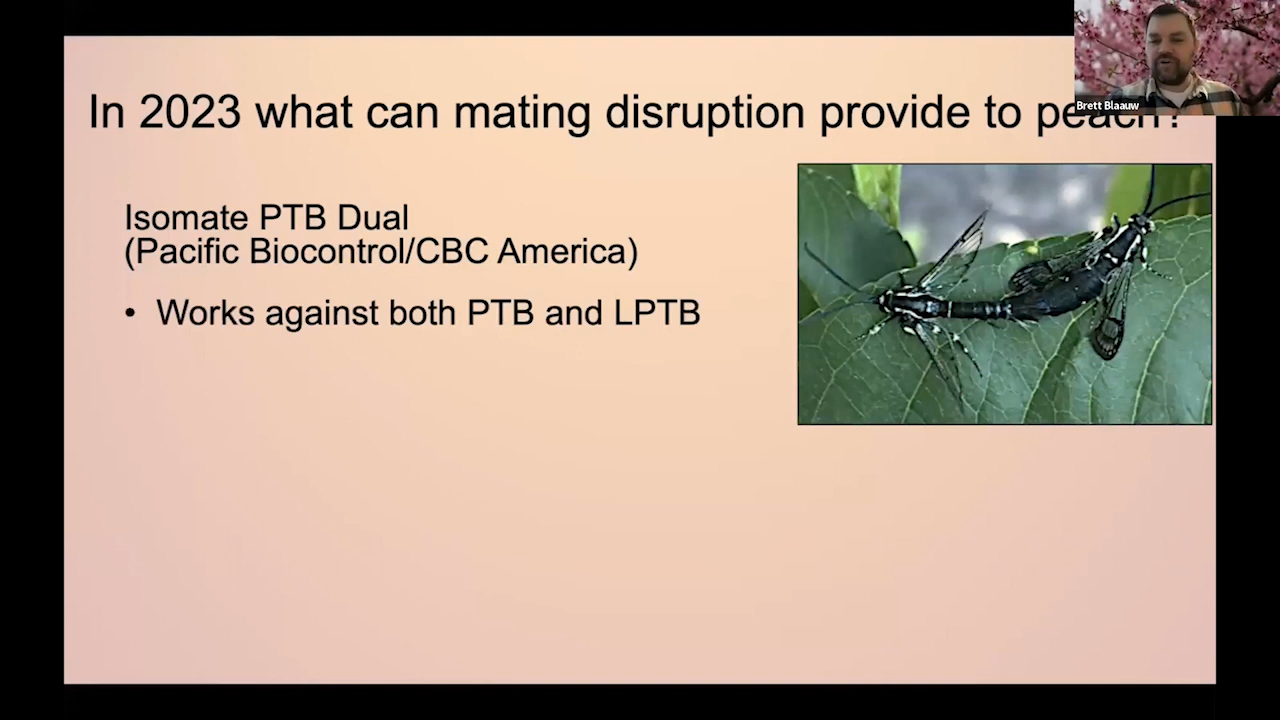 In 2023 what can mating disruption provide to peach?
Brett Blaauw
Isomate PTB Dual
(Pacific Biocontrol/CBC America)
• Works against both PTB and LPTB